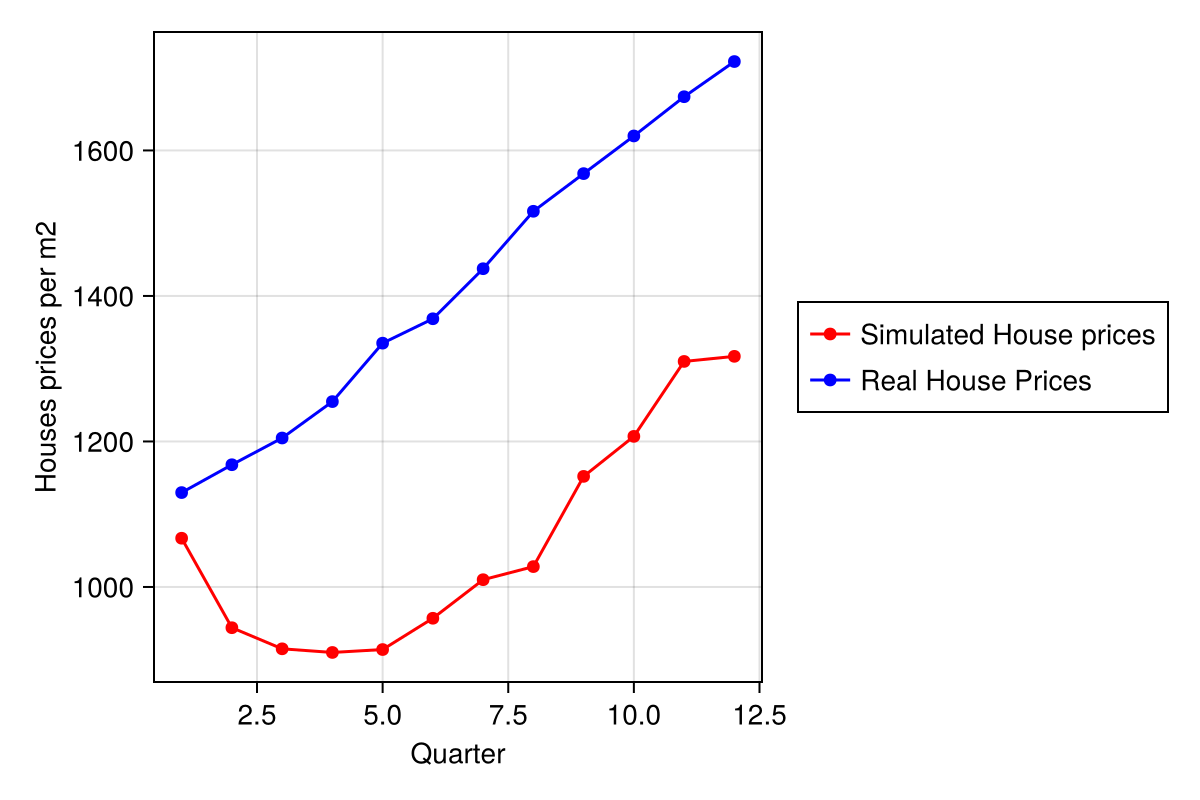 1600
1400
1200
1000
Houses prices per m2
2.5 5.0 7.5 10.0 12.5
Quarter
Simulated House prices
Real House Prices